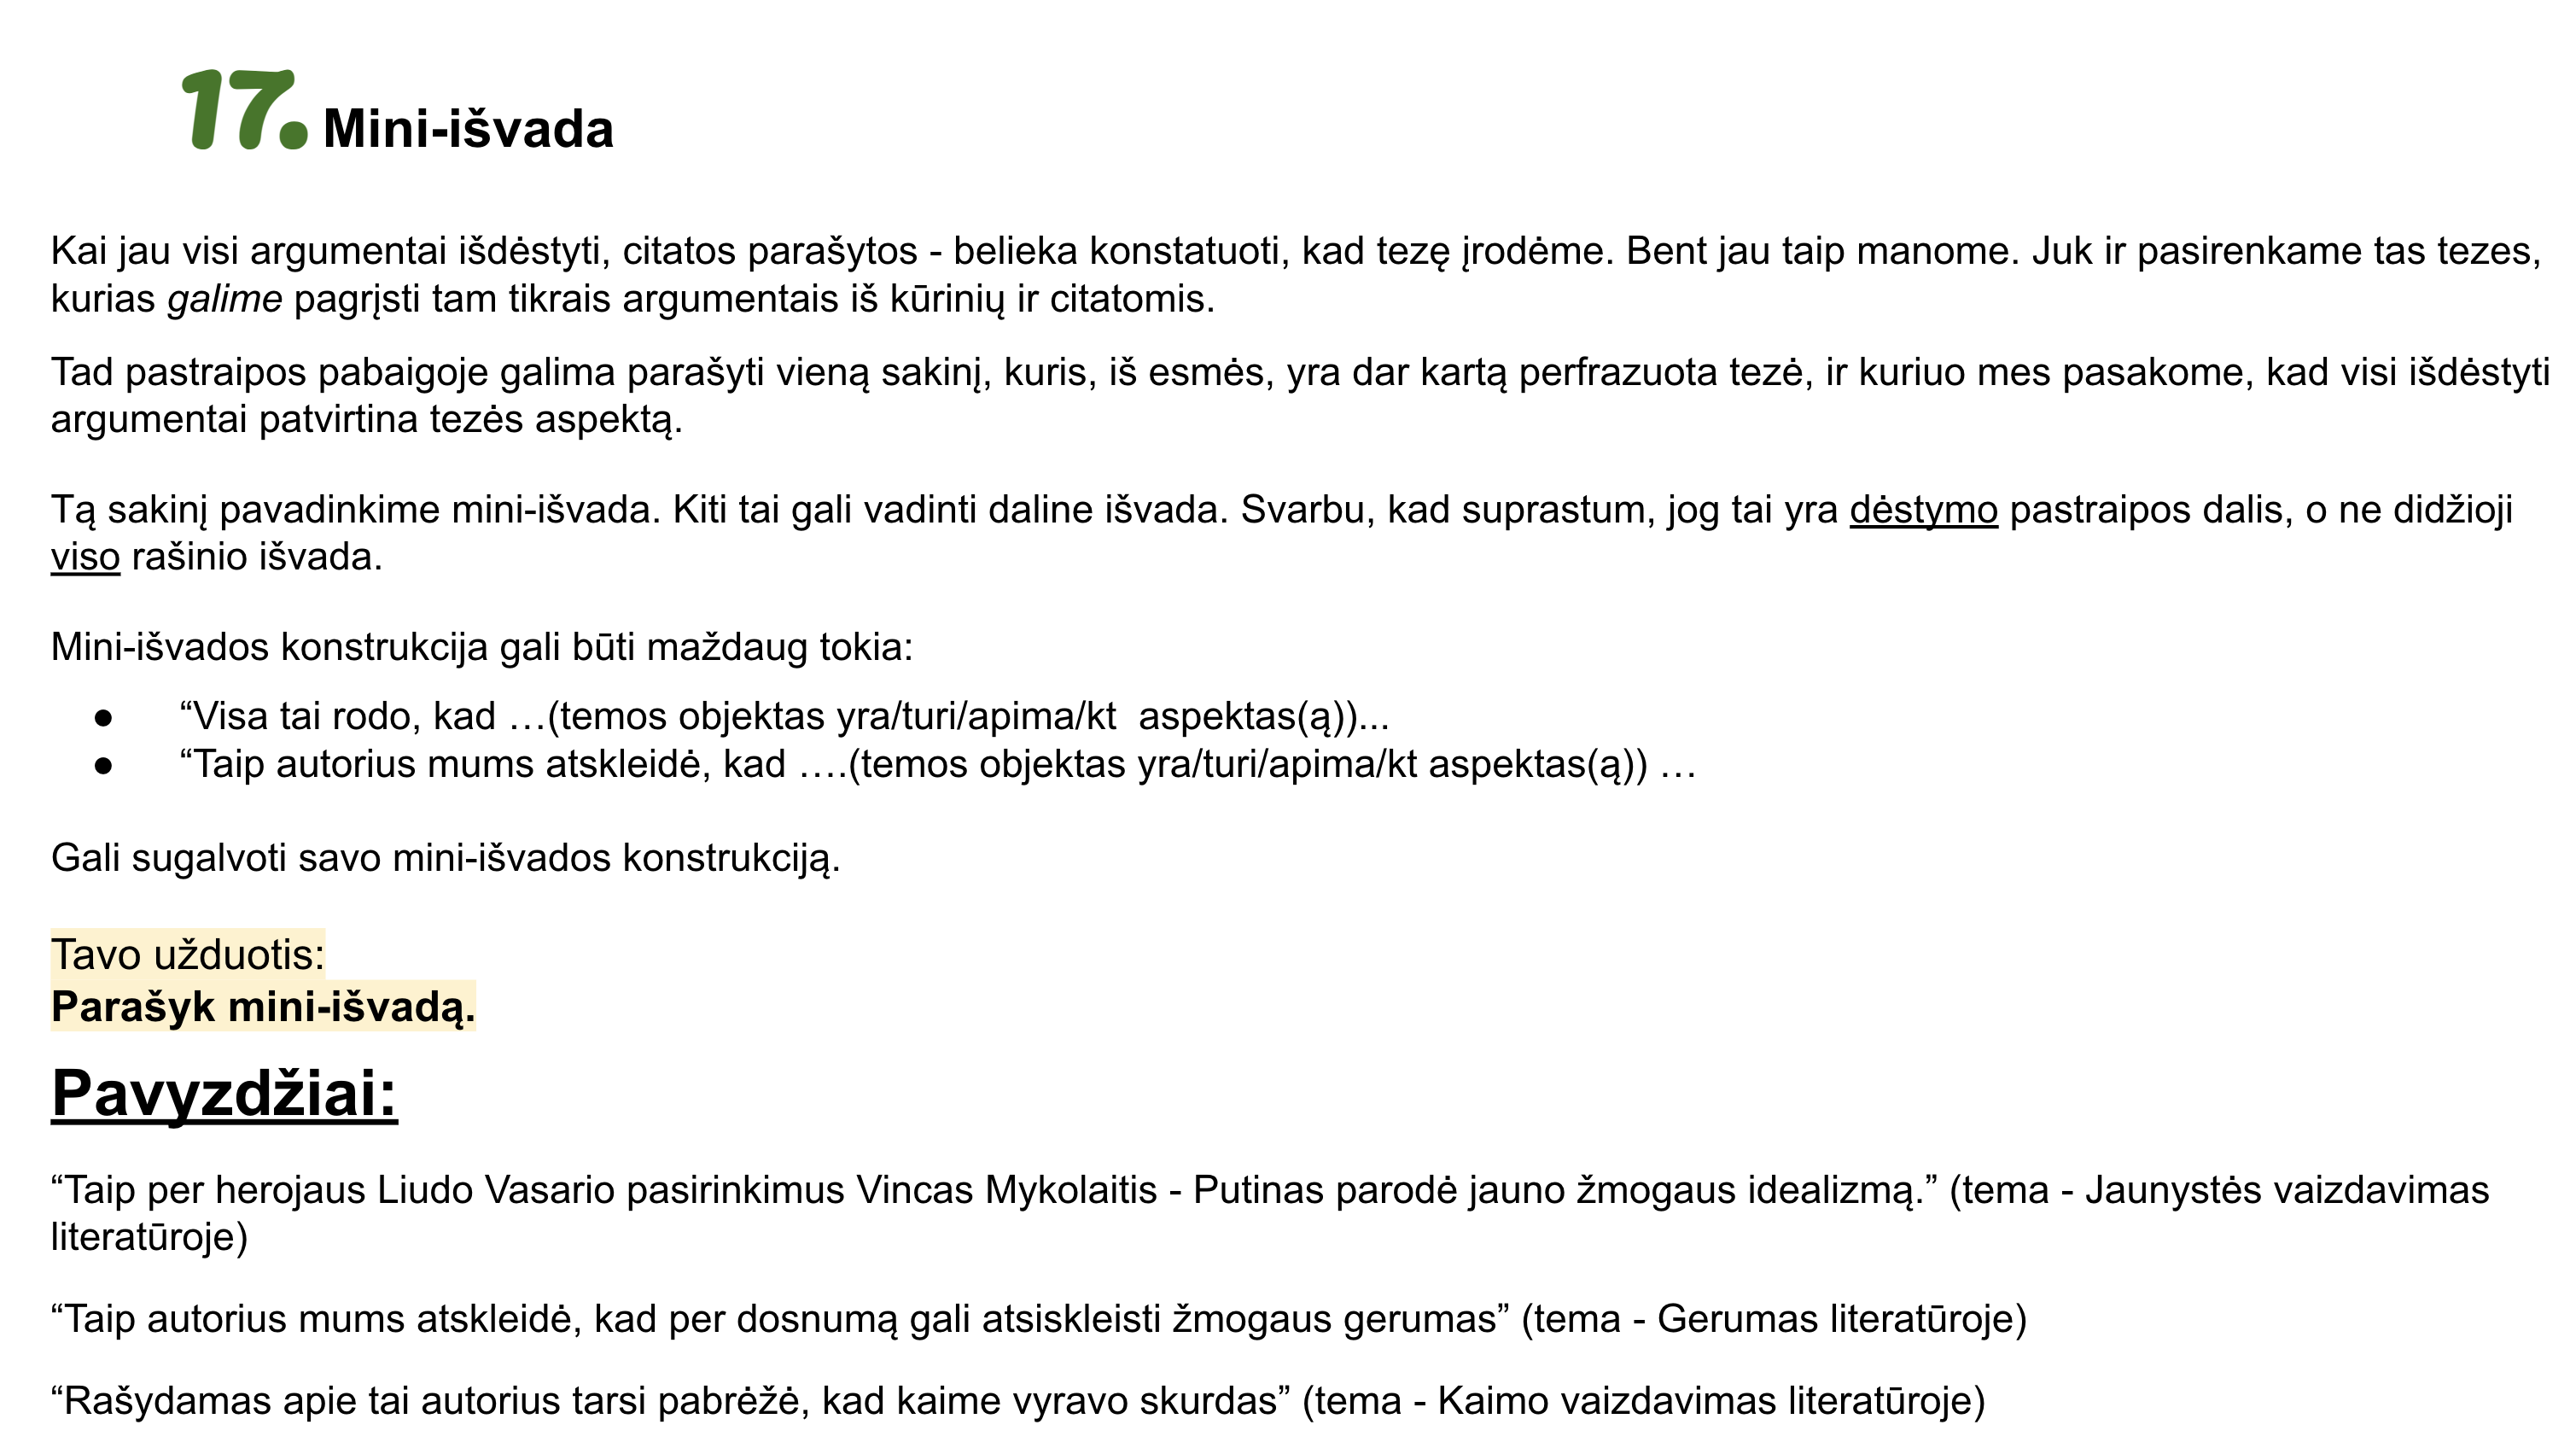 17. Mini-išvada
Kai jau visi argumentai išdėstyti, citatos parašytos - belieka konstatuoti, kad tezę įrodėme. Bent jau taip manome. Juk ir pasirenkame tas tezes,
kurias galime pagrįsti tam tikrais argumentais iš kūrinių ir citatomis.
Tad pastraipos pabaigoje galima parašyti vieną sakinį, kuris, iš esmės, yra dar kartą perfrazuota tezė, ir kuriuo mes pasakome, kad visi išdėstyti
argumentai patvirtina tezės aspektą.
Tą sakinį pavadinkime mini-išvada. Kiti tai gali vadinti daline išvada. Svarbu, kad suprastum, jog tai yra dėstymo pastraipos dalis, o ne didžioji
viso rašinio išvada.
Mini-išvados konstrukcija gali būti maždaug tokia:
● “Visa tai rodo, kad …(temos objektas yra/turi/apima/kt  aspektas(ą))...
● “Taip autorius mums atskleidė, kad ….(temos objektas yra/turi/apima/kt aspektas(ą)) …
Gali sugalvoti savo mini-išvados konstrukciją.
Tavo užduotis:
Parašyk mini-išvadą.
Pavyzdžiai:
“Taip per herojaus Liudo Vasario pasirinkimus Vincas Mykolaitis - Putinas parodė jauno žmogaus idealizmą.” (tema - Jaunystės vaizdavimas
literatūroje)
“Taip autorius mums atskleidė, kad per dosnumą gali atsiskleisti žmogaus gerumas” (tema - Gerumas literatūroje)
“Rašydamas apie tai autorius tarsi pabrėžė, kad kaime vyravo skurdas” (tema - Kaimo vaizdavimas literatūroje)